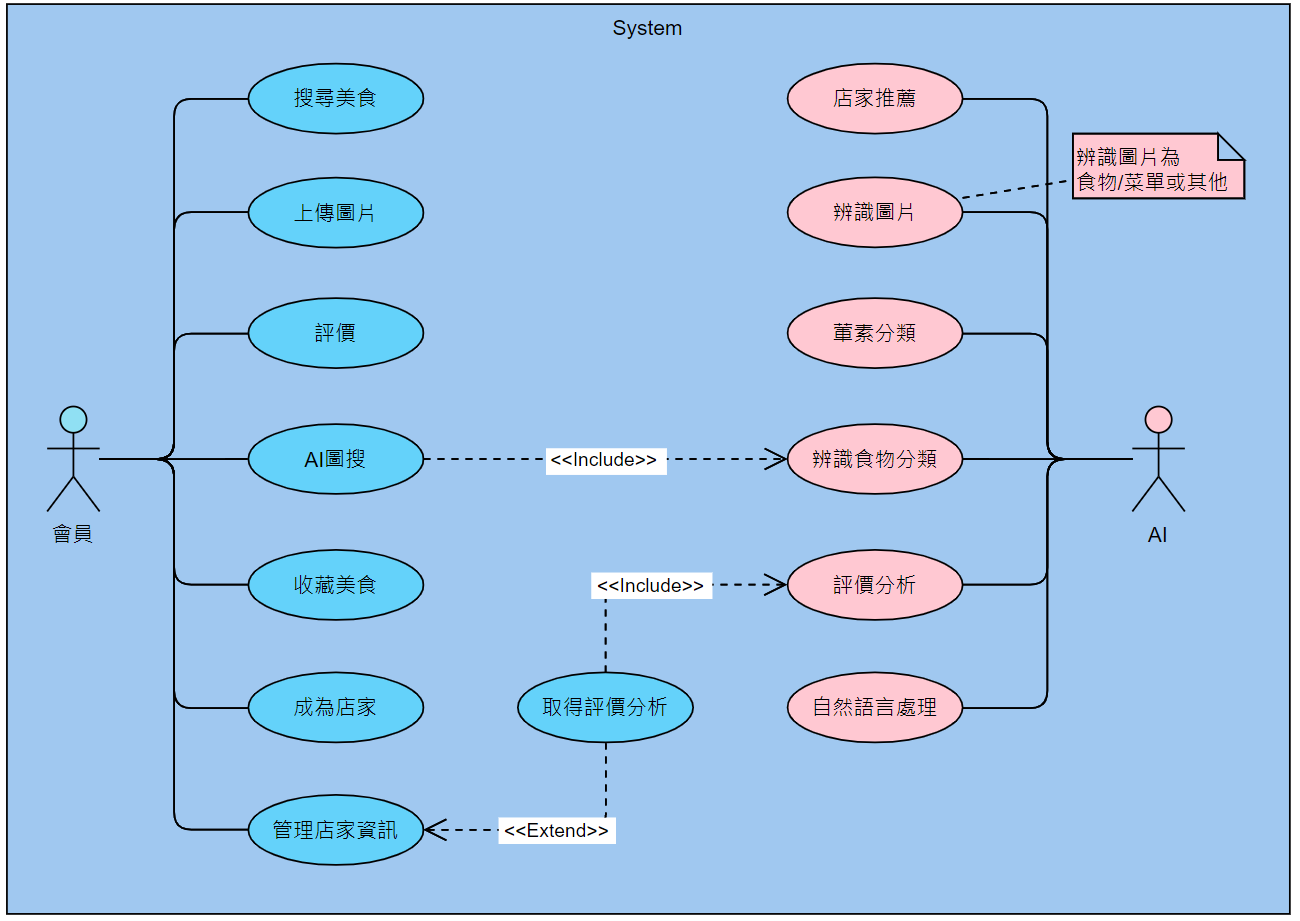 System
搜尋美食
店家推薦
辨識圖片為
食物/菜單或其他
上傳圖片
辨識圖片
評價
葷素分類
AI圖搜
<<Include>>
辨識食物分類
會員
AI
收藏美食
<<Include>>
評價分析
成為店家
取得評價分析
自然語言處理
管理店家資訊
<<Extend>>